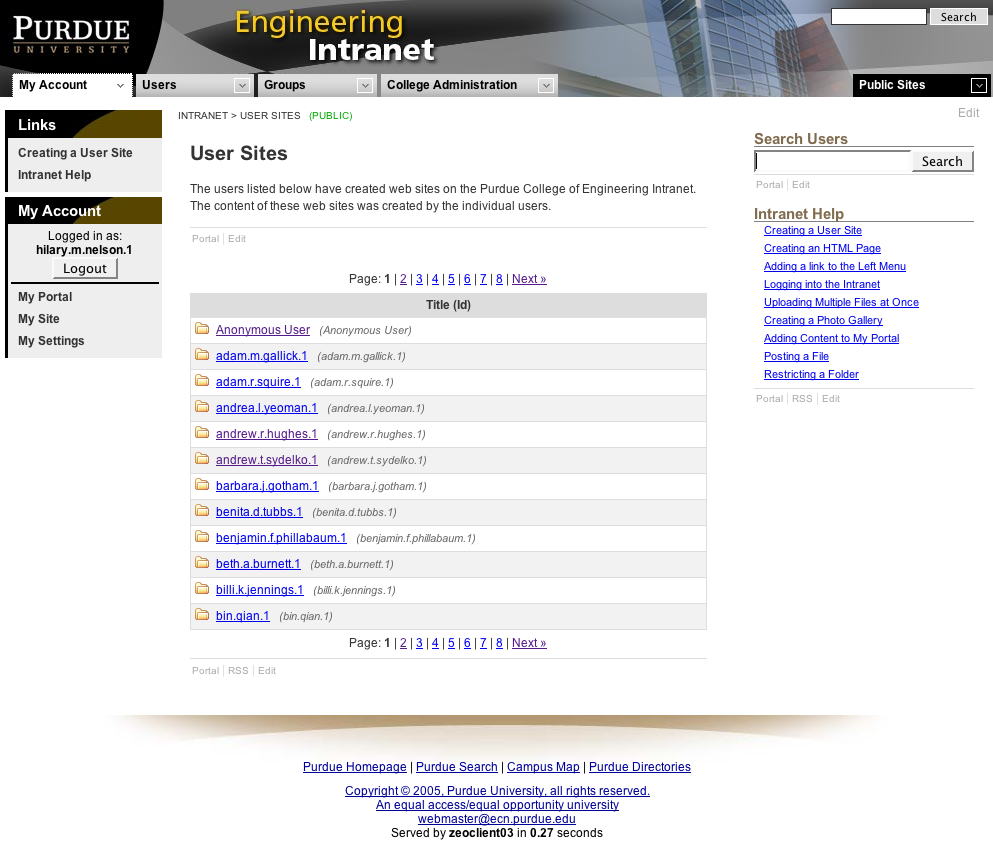 PURDUE
UNIVERSITY
Engineering
Intranet
Search
My Account
Users
Groups
College Administration
Public Sites
Links
Creating a User Site
Intranet Help
My Account
Logged in as:
hilary.m.nelson.1
Logout
My Portal
My Site
My Settings
INTRANET > USER SITES (PUBLIC)
User Sites
The users listed below have created web sites on the Purdue College of Engineering Intranet.
The content of these web sites was created by the individual users.
Portal | Edit
Page: 1 | 2 | 3 | 4 | 5 | 6 | 7 | 8 | Next »
Title (Id)
Anonymous User (Anonymous User)
adam.m.gallick.1 (adam.m.gallick.1)
adam.r.squire.1 (adam.r.squire.1)
andrea.l.yeoman.1 (andrea.l.yeoman.1)
andrew.r.hughes.1 (andrew.r.hughes.1)
andrew.t.sydelko.1 (andrew.t.sydelko.1)
barbara.j.gotham.1 (barbara.j.gotham.1)
benita.d.tubbs.1 (benita.d.tubbs.1)
benjamin.f.phillabaum.1 (benjamin.f.phillabaum.1)
beth.a.burnett.1 (beth.a.burnett.1)
billi.k.jennings.1 (billi.k.jennings.1)
bin.qian.1 (bin.qian.1)
Page: 1 | 2 | 3 | 4 | 5 | 6 | 7 | 8 | Next »
Portal | RSS | Edit
Edit
Search Users
Search
Portal | Edit
Intranet Help
Creating a User Site
Creating an HTML Page
Adding a link to the Left Menu
Logging into the Intranet
Uploading Multiple Files at Once
Creating a Photo Gallery
Adding Content to My Portal
Posting a File
Restricting a Folder
Portal | RSS | Edit
Purdue Homepage | Purdue Search | Campus Map | Purdue Directories
Copyright © 2005, Purdue University, all rights reserved.
An equal access/equal opportunity university
webmaster@ecn.purdue.edu
Served by zeoclient03 in 0.27 seconds